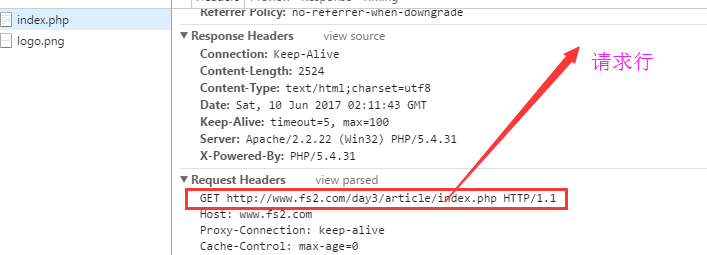 index.php
logo.png
Referrer Policy: no-referrer-when-downgrade
Response Headers view source
Connection: Keep-Alive
Content-Length: 2524
Content-Type: text/html;charset=utf8
Date: Sat, 10 Jun 2017 02:11:43 GMT
Keep-Alive: timeout=5, max=100
Server: Apache/2.2.22 (Win32) PHP/5.4.31
X-Powered-By: PHP/5.4.31
请求行
Request Headers view parsed
GET http://www.fs2.com/day3/article/index.php HTTP/1.1
Host: www.fs2.com
Proxy-Connection: keep-alive
Cache-Control: max-age=0